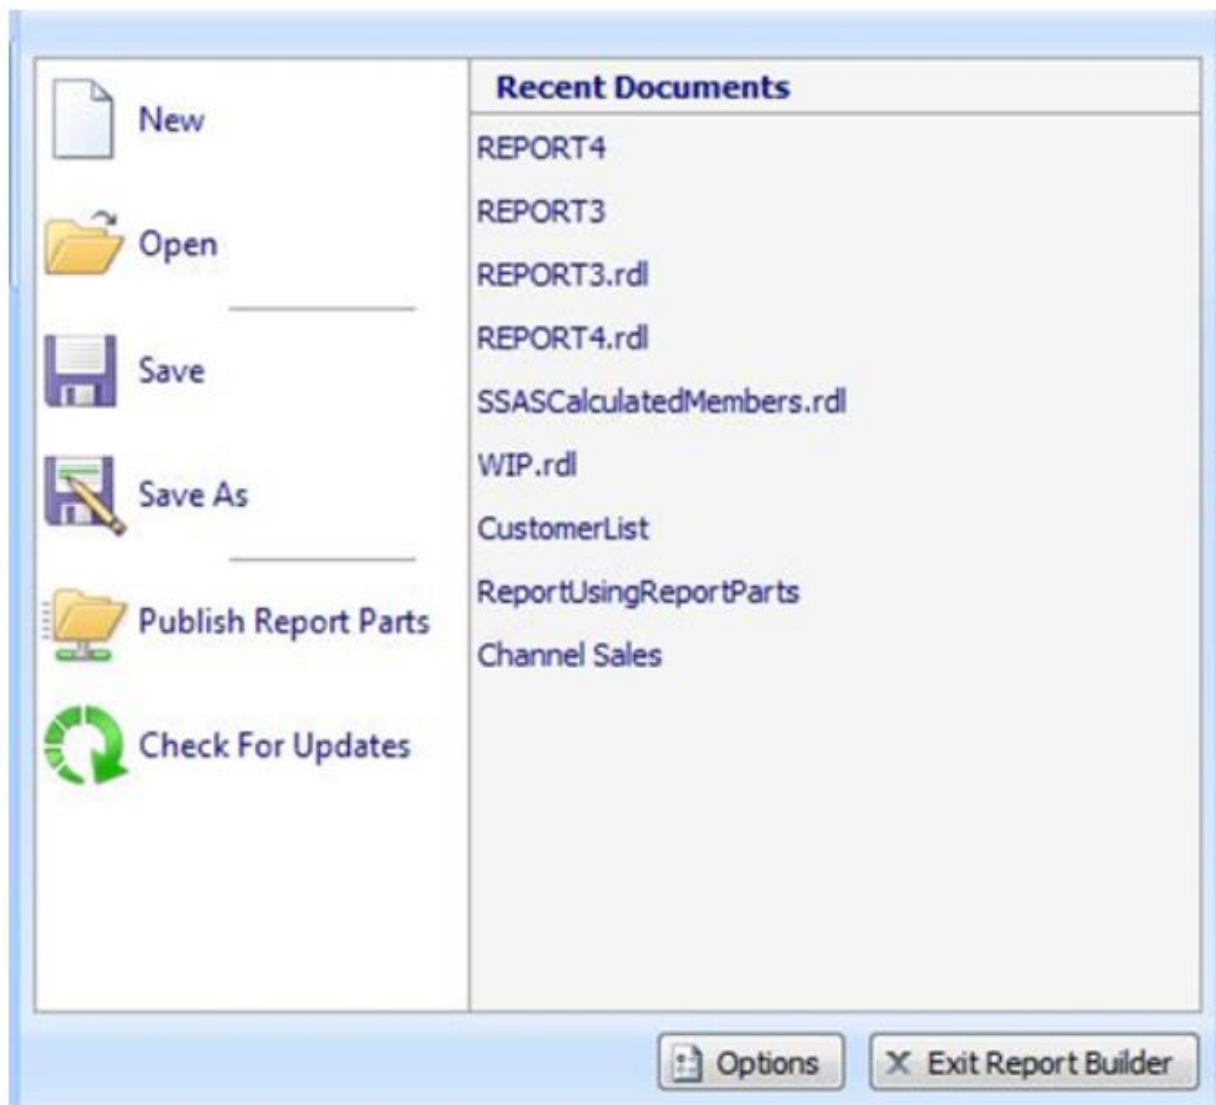 New
Open
Save
Save As
Publish Report Parts
Check For Updates
Recent Documents
REPORT4
REPORT3
REPORT3.rdl
REPORT4.rdl
SSASCalculatedMembers.rdl
WIP.rdl
CustomerList
ReportUsingReportParts
Channel Sales
Options
Exit Report Builder